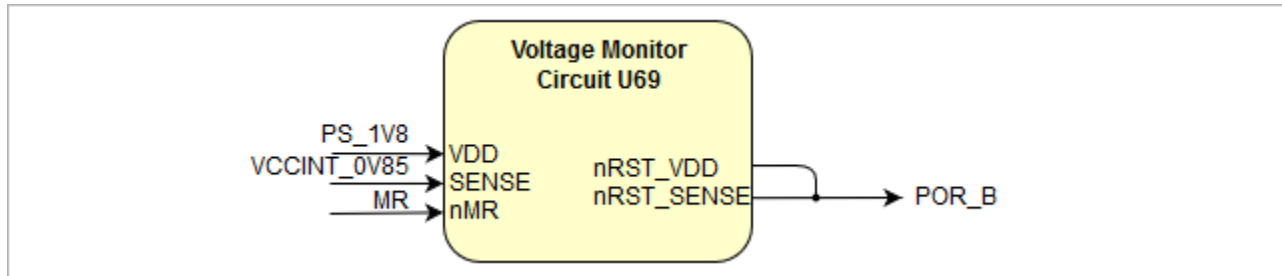 Voltage Monitor
Circuit U69
PS_1V8
VDD
VCCINT_0V85
SENSE
MR
nMR
nRST_VDD
nRST_SENSE
POR_B